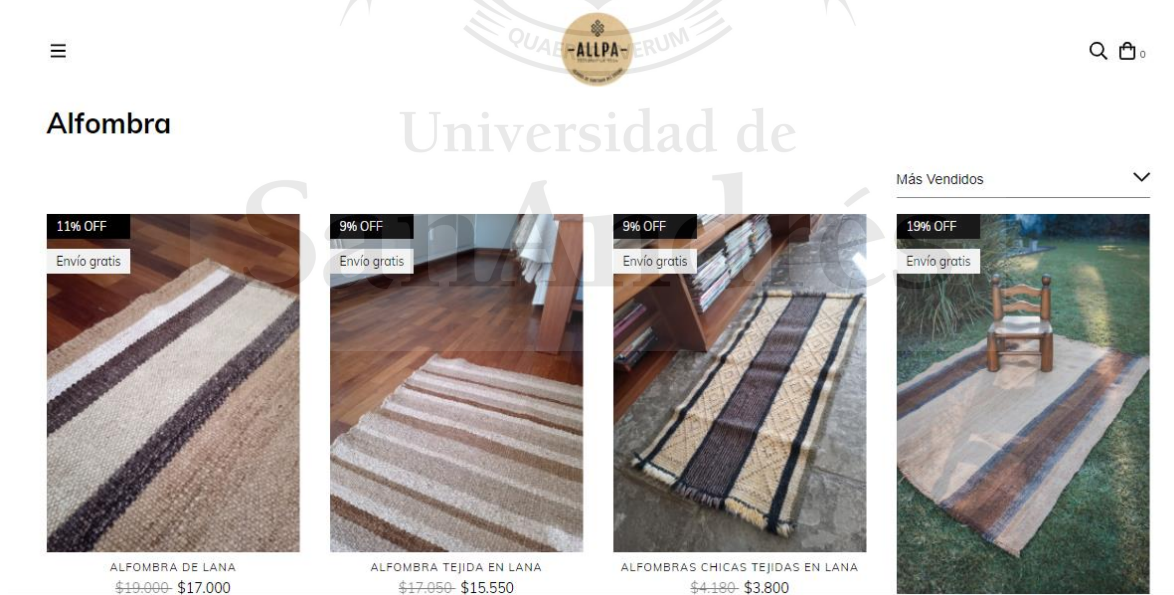 QUAERERE VERUM
-ALLPA-
0
Alfombra
Universidad de
SanAndrés
Más Vendidos
11% OFF
Envío gratis
9% OFF
Envío gratis
9% OFF
Envío gratis
19% OFF
Envío gratis
ALFOMBRA DE LANA
$19.000 $17.000
ALFOMBRA TEJIDA EN LANA
$17.050 $15.550
ALFOMBRAS CHICAS TEJIDAS EN LANA
$4.180 $3.800